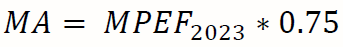 MA = MPEF₂₀₂₃ * 0.75